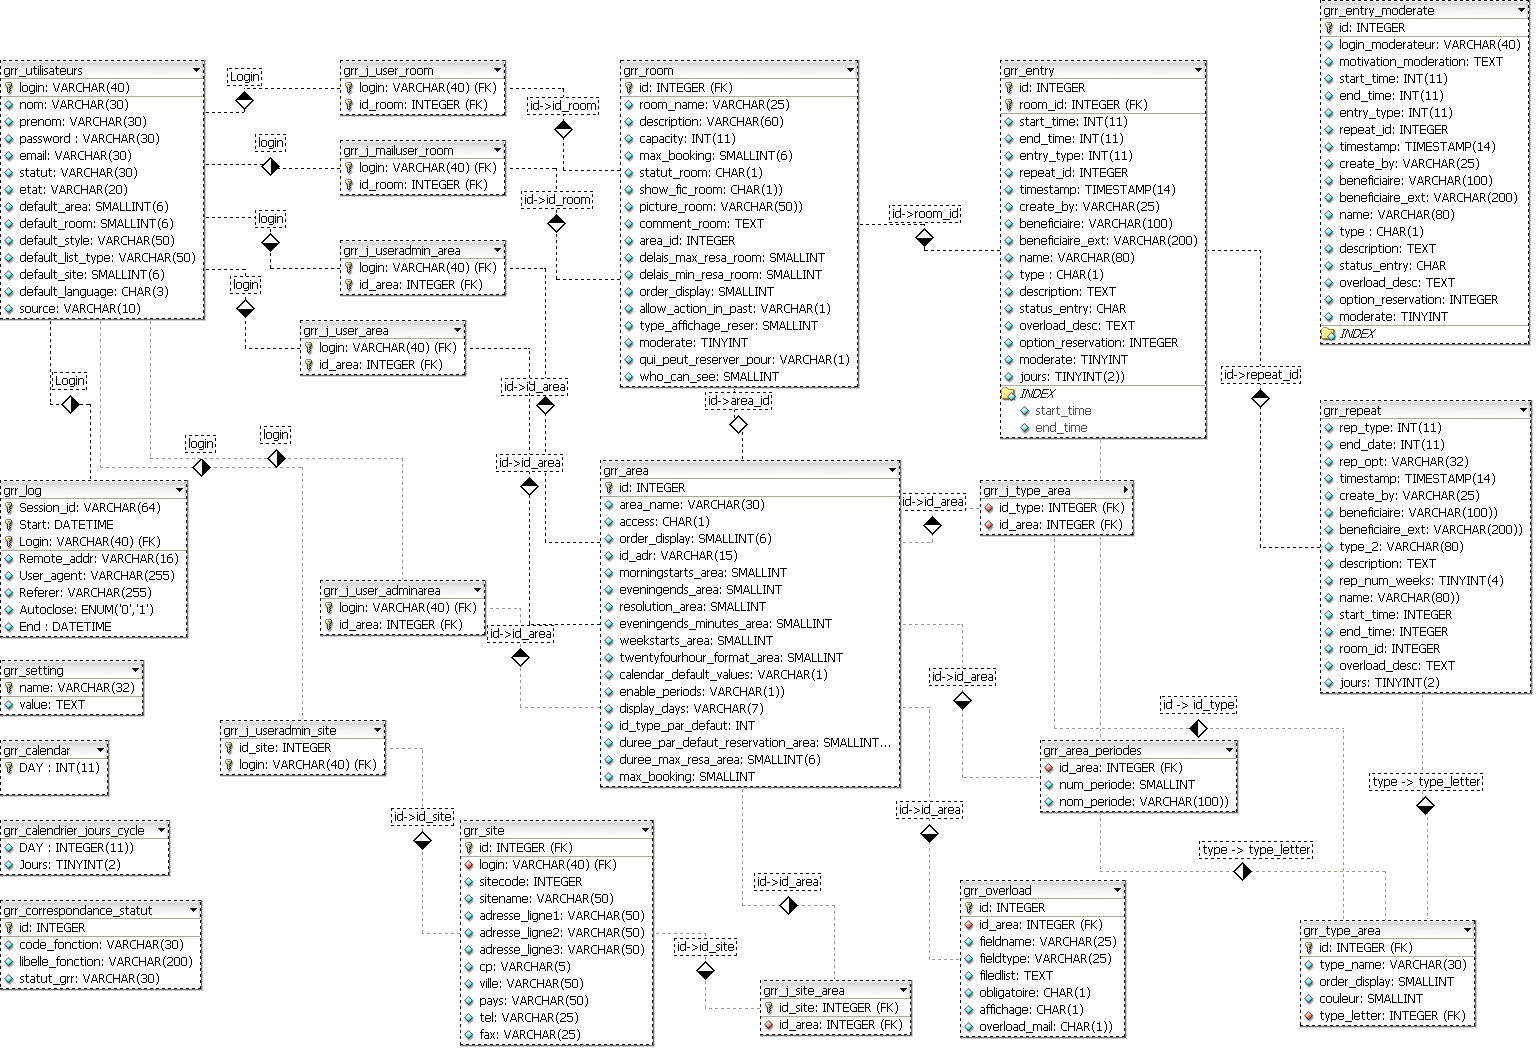 grr_utilisateurs
login: VARCHAR(40)
nom: VARCHAR(30)
prenom: VARCHAR(30)
password : VARCHAR(30)
email: VARCHAR(30)
statut: VARCHAR(30)
etat: VARCHAR(20)
default_area: SMALLINT(6)
default_room: SMALLINT(6)
default_style: VARCHAR(50)
default_list_type: VARCHAR(50)
default_site: SMALLINT(6)
default_language: CHAR(3)
source: VARCHAR(10)
Login
login
login
login
Login
login
login
grr_j_user_room
login: VARCHAR(40) (FK)
id_room: INTEGER (FK)
grr_j_mailuser_room
login: VARCHAR(40) (FK)
id_room: INTEGER (FK)
grr_j_useradmin_area
login: VARCHAR(40) (FK)
id_area: INTEGER (FK)
grr_j_user_area
login: VARCHAR(40) (FK)
id_area: INTEGER (FK)
id->id_room
id->id_room
id->id_area
id->id_area
id->id_area
grr_room
id: INTEGER (FK)
room_name: VARCHAR(25)
description: VARCHAR(60)
capacity: INT(11)
max_booking: SMALLINT(6)
statut_room: CHAR(1)
show_fic_room: CHAR(1))
picture_room: VARCHAR(50))
comment_room: TEXT
area_id: INTEGER
delais_max_resa_room: SMALLINT
delais_min_resa_room: SMALLINT
order_display: SMALLINT
allow_action_in_past: VARCHAR(1)
type_affichage_reser: SMALLINT
moderate: TINYINT
qui_peut_reserver_pour: VARCHAR(1)
who_can_see: SMALLINT
id->area_id
id->room_id
grr_entry
id: INTEGER
room_id: INTEGER (FK)
start_time: INT(11)
end_time: INT(11)
entry_type: INT(11)
repeat_id: INTEGER
timestamp: TIMESTAMP(14)
create_by: VARCHAR(25)
beneficiaire: VARCHAR(100)
beneficiaire_ext: VARCHAR(200)
name: VARCHAR(80)
type : CHAR(1)
description: TEXT
status_entry: CHAR
overload_desc: TEXT
option_reservation: INTEGER
moderate: TINYINT
jours: TINYINT(2))
INDEX
start_time
end_time
id->repeat_id
grr_entry_moderate
id: INTEGER
login_moderateur: VARCHAR(40)
motivation_moderation: TEXT
start_time: INT(11)
end_time: INT(11)
entry_type: INT(11)
repeat_id: INTEGER
timestamp: TIMESTAMP(14)
create_by: VARCHAR(25)
beneficiaire: VARCHAR(100)
beneficiaire_ext: VARCHAR(200)
name: VARCHAR(80)
type : CHAR(1)
description: TEXT
status_entry: CHAR
overload_desc: TEXT
option_reservation: INTEGER
moderate: TINYINT
INDEX
grr_repeat
rep_type: INT(11)
end_date: INT(11)
rep_opt: VARCHAR(32)
timestamp: TIMESTAMP(14)
create_by: VARCHAR(25)
beneficiaire: VARCHAR(100))
beneficiaire_ext: VARCHAR(200))
type_2: VARCHAR(80)
description: TEXT
rep_num_weeks: TINYINT(4)
name: VARCHAR(80))
start_time: INTEGER
end_time: INTEGER
room_id: INTEGER
overload_desc: TEXT
jours: TINYINT(2)
grr_log
Session_id: VARCHAR(64)
Start: DATETIME
Login: VARCHAR(40) (FK)
Remote_addr: VARCHAR(16)
User_agent: VARCHAR(255)
Referer: VARCHAR(255)
Autoclose: ENUM('0','1')
End : DATETIME
grr_setting
name: VARCHAR(32)
value: TEXT
grr_calendar
DAY : INT(11)
grr_calendrier_jours_cycle
DAY : INTEGER(11))
Jours: TINYINT(2)
grr_correspondance_statut
id: INTEGER
code_fonction: VARCHAR(30)
libelle_fonction: VARCHAR(200)
statut_grr: VARCHAR(30)
grr_j_user_adminarea
login: VARCHAR(40) (FK)
id_area: INTEGER (FK)
grr_j_useradmin_site
id_site: INTEGER
login: VARCHAR(40) (FK)
id->id_site
grr_site
id: INTEGER (FK)
login: VARCHAR(40) (FK)
sitecode: INTEGER
sitename: VARCHAR(50)
adresse_ligne1: VARCHAR(50)
adresse_ligne2: VARCHAR(50)
adresse_ligne3: VARCHAR(50)
cp: VARCHAR(5)
ville: VARCHAR(50)
pays: VARCHAR(50)
tel: VARCHAR(25)
fax: VARCHAR(25)
grr_area
id: INTEGER
area_name: VARCHAR(30)
access: CHAR(1)
order_display: SMALLINT(6)
id_adr: VARCHAR(15)
morningstarts_area: SMALLINT
eveningends_area: SMALLINT
resolution_area: SMALLINT
eveningends_minutes_area: SMALLINT
weekstarts_area: SMALLINT
twentyfourhour_format_area: SMALLINT
calendar_default_values: VARCHAR(1)
enable_periods: VARCHAR(1))
display_days: VARCHAR(7)
id_type_par_defaut: INT
duree_par_defaut_reservation_area: SMALLINT...
duree_max_resa_area: SMALLINT(6)
max_booking: SMALLINT
id->id_area
id->id_area
id->id_area
id->id_area
id->id_site
grr_j_site_area
id_site: INTEGER (FK)
id_area: INTEGER (FK)
grr_j_type_area
id_type: INTEGER (FK)
id_area: INTEGER (FK)
id -> id_type
grr_area_periodes
id_area: INTEGER (FK)
num_periode: SMALLINT
nom_periode: VARCHAR(100))
type -> type_letter
type -> type_letter
grr_overload
id: INTEGER
id_area: INTEGER (FK)
fieldname: VARCHAR(25)
fieldtype: VARCHAR(25)
filedlist: TEXT
obligatoire: CHAR(1)
affichage: CHAR(1)
overload_mail: CHAR(1))
grr_type_area
id: INTEGER (FK)
type_name: VARCHAR(30)
order_display: SMALLINT
couleur: SMALLINT
type_letter: INTEGER (FK)